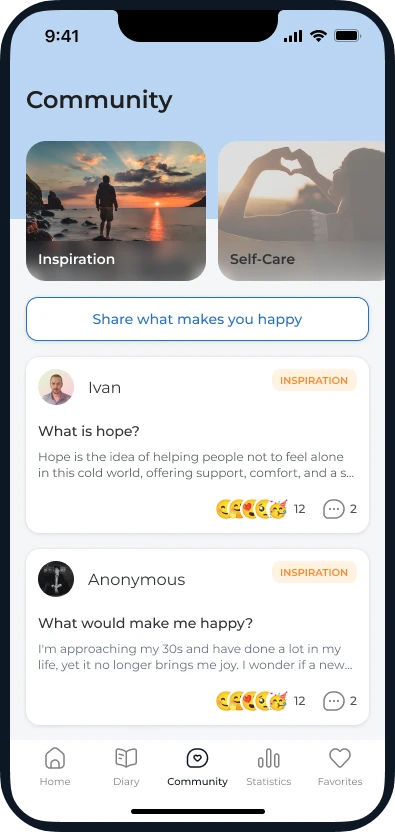 9:41
Community
Inspiration
Self-Care
Share what makes you happy
Ivan
INSPIRATION
What is hope?
Hope is the idea of helping people not to feel alone
in this cold world, offering support, comfort, and a s...
12
2
Anonymous
INSPIRATION
What would make me happy?
I'm approaching my 30s and have done a lot in my
life, yet it no longer brings me joy. I wonder if a new...
12
2
Home
Diary
Community
Statistics
Favorites